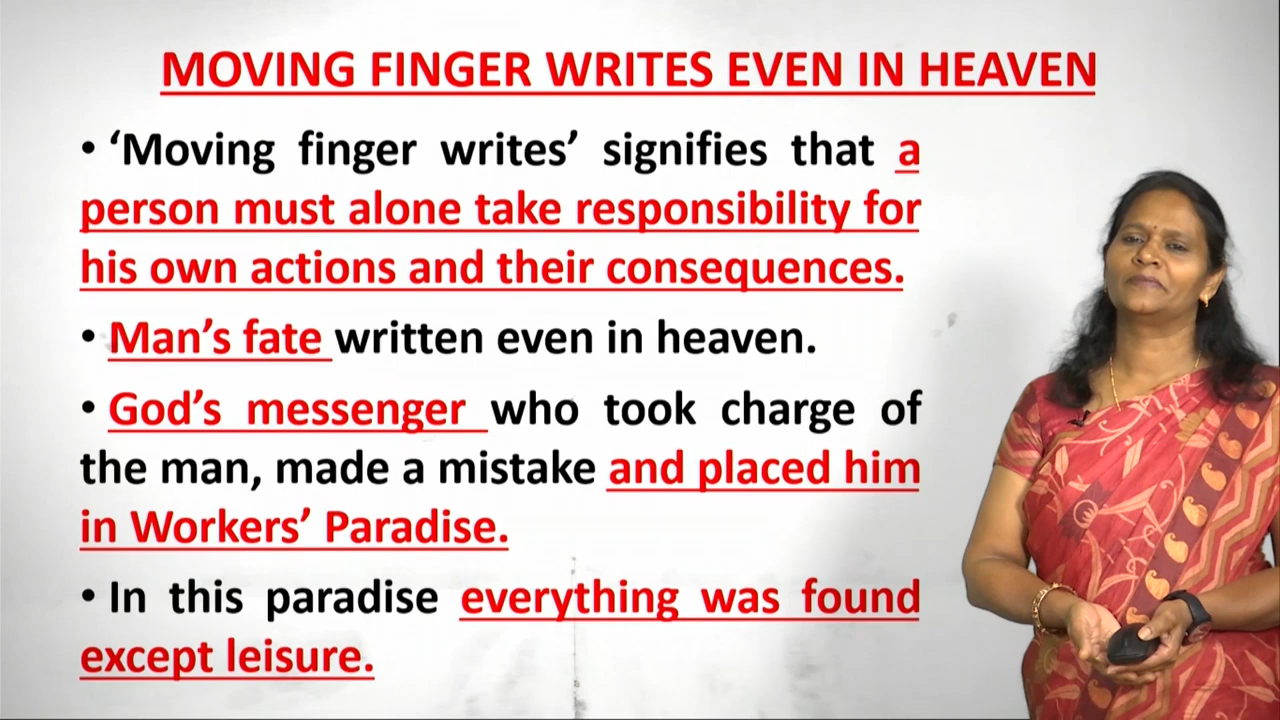 MOVING FINGER WRITES EVEN IN HEAVEN
• ‘Moving finger writes’ signifies that a
person must alone take responsibility for
his own actions and their consequences.
• Man’s fate written even in heaven.
• God’s messenger who took charge of
the man, made a mistake and placed him
in Workers’ Paradise.
• In this paradise everything was found
except leisure.